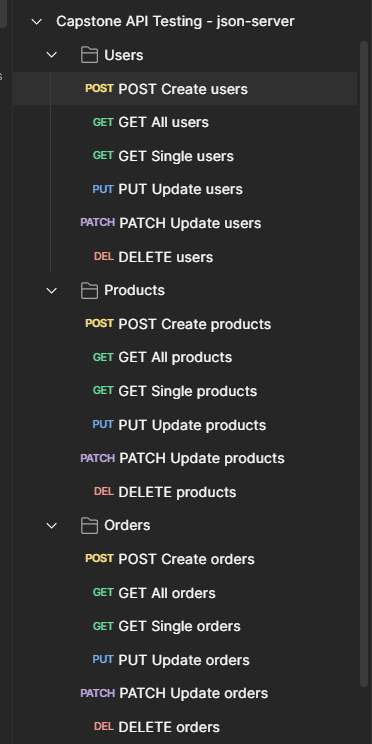 Capstone API Testing - json-server
Users
POST POST Create users
GET GET All users
GET GET Single users
PUT PUT Update users
PATCH PATCH Update users
DEL DELETE users
Products
POST POST Create products
GET GET All products
GET GET Single products
PUT PUT Update products
PATCH PATCH Update products
DEL DELETE products
Orders
POST POST Create orders
GET GET All orders
GET GET Single orders
PUT PUT Update orders
PATCH PATCH Update orders
DEL DELETE orders